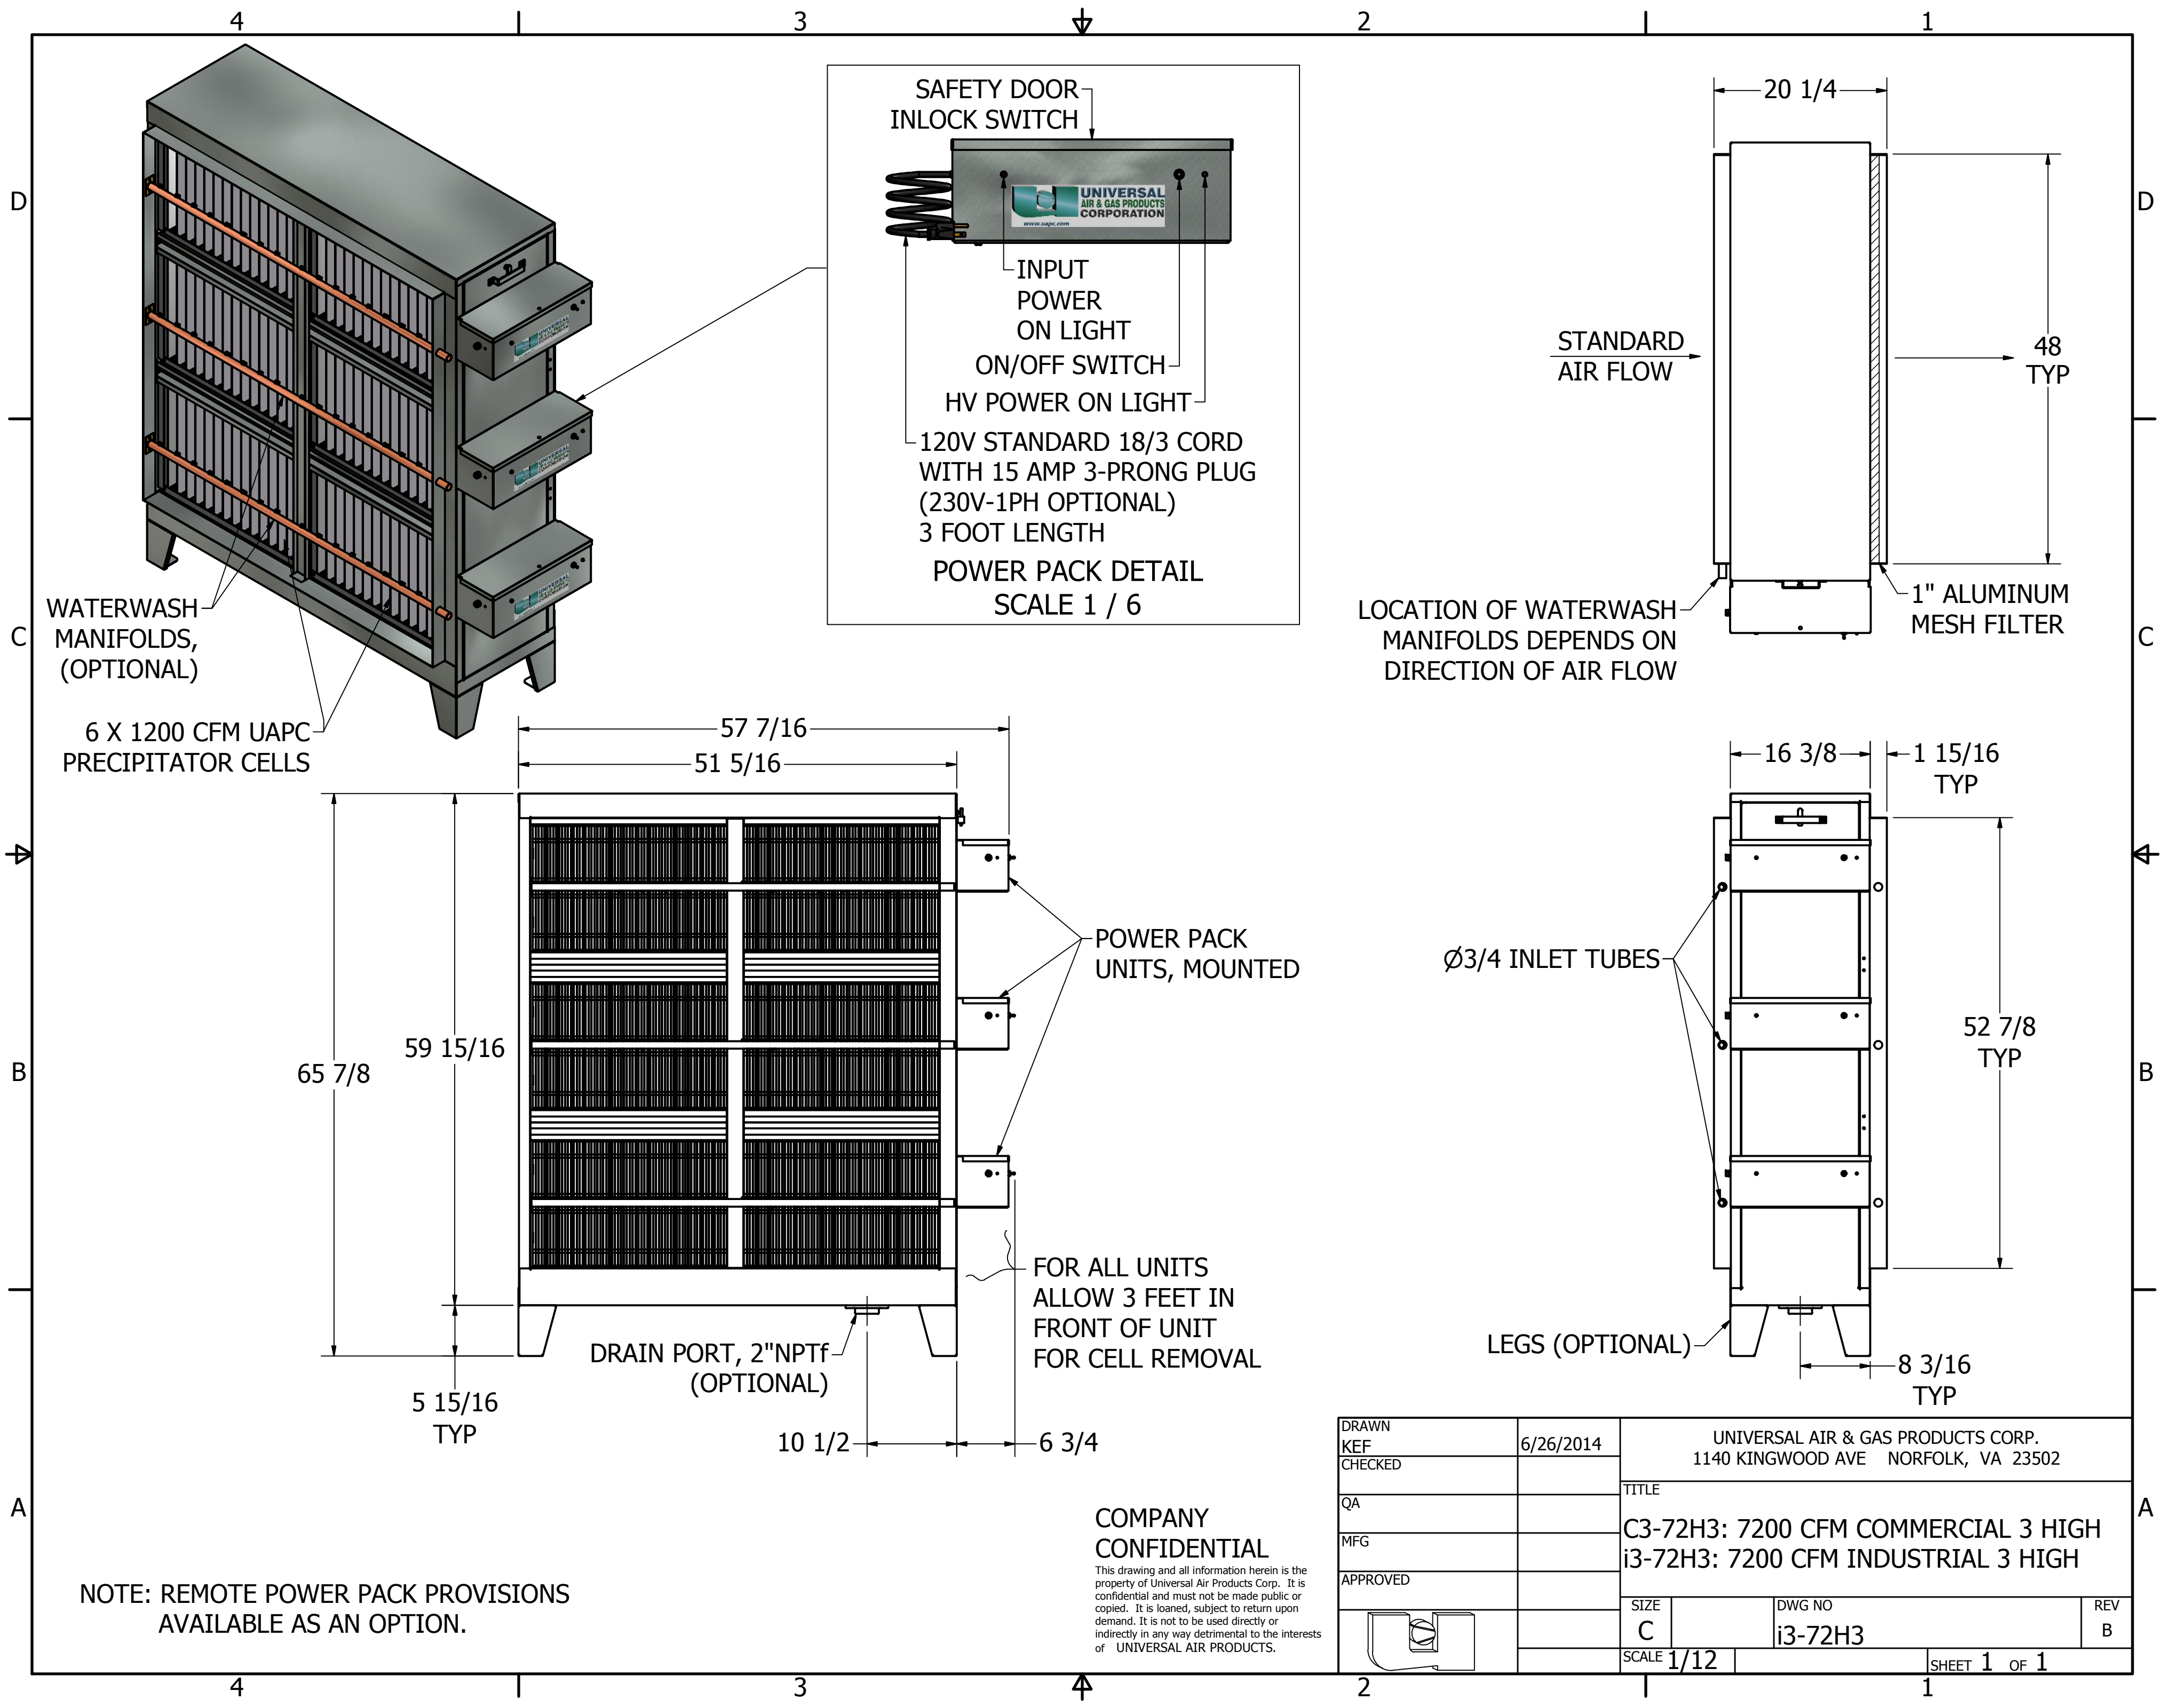 4
3
2
1
D
D
C
C
B
B
A
A
4
3
2
1
SAFETY DOOR
INLOCK SWITCH
UNIVERSAL
AIR & GAS PRODUCTS
CORPORATION
www.uapc.com
INPUT
POWER
ON LIGHT
ON/OFF SWITCH
HV POWER ON LIGHT
120V STANDARD 18/3 CORD
WITH 15 AMP 3-PRONG PLUG
(230V-1PH OPTIONAL)
3 FOOT LENGTH
POWER PACK DETAIL
SCALE 1 / 6
20 1/4
STANDARD
AIR FLOW
48
TYP
LOCATION OF WATERWASH
MANIFOLDS DEPENDS ON
DIRECTION OF AIR FLOW
1" ALUMINUM
MESH FILTER
UNIVERSAL
UNIVERSAL
UNIVERSAL
WATERWASH
MANIFOLDS,
(OPTIONAL)
6 X 1200 CFM UAPC
PRECIPITATOR CELLS
57 7/16
51 5/16
65 7/8
59 15/16
5 15/16
TYP
POWER PACK
UNITS, MOUNTED
FOR ALL UNITS
ALLOW 3 FEET IN
FRONT OF UNIT
FOR CELL REMOVAL
DRAIN PORT, 2"NPTf
(OPTIONAL)
10 1/2
6 3/4
16 3/8
1 15/16
TYP
Ø3/4 INLET TUBES
52 7/8
TYP
LEGS (OPTIONAL)
8 3/16
TYP
NOTE: REMOTE POWER PACK PROVISIONS
AVAILABLE AS AN OPTION.
COMPANY
CONFIDENTIAL
This drawing and all information herein is the
property of Universal Air Products Corp. It is
confidential and must not be made public or
copied. It is loaned, subject to return upon
demand. It is not to be used directly or
indirectly in any way detrimental to the interests
of UNIVERSAL AIR PRODUCTS.
DRAWN
KEF
6/26/2014
CHECKED
QA
MFG
APPROVED
UNIVERSAL AIR & GAS PRODUCTS CORP.
1140 KINGWOOD AVE NORFOLK, VA 23502
TITLE
C3-72H3: 7200 CFM COMMERCIAL 3 HIGH
i3-72H3: 7200 CFM INDUSTRIAL 3 HIGH
SIZE
C
DWG NO
i3-72H3
REV
B
SCALE 1/12
SHEET 1 OF 1